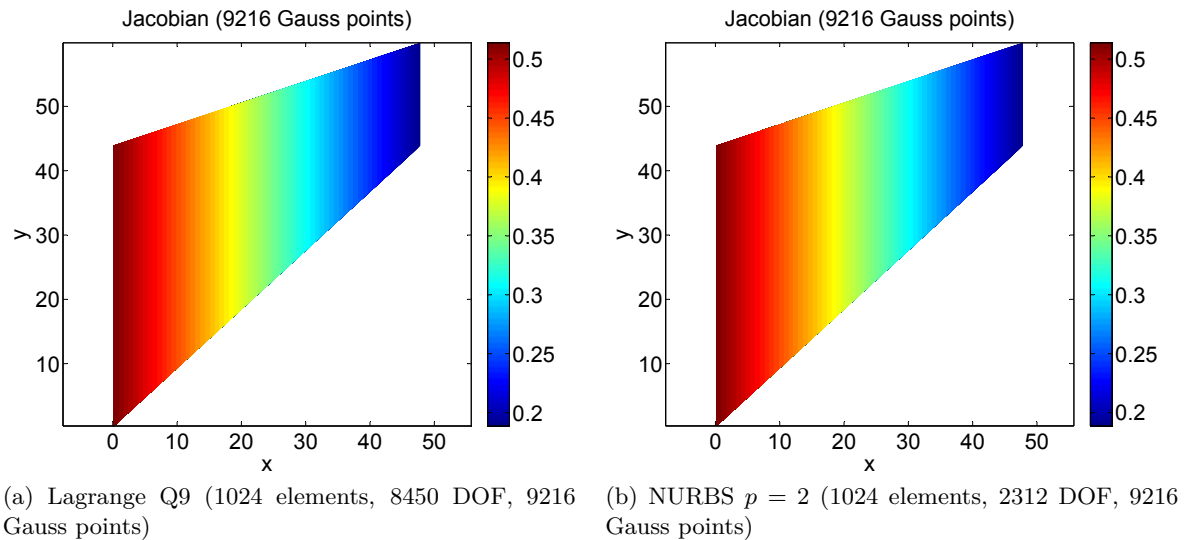 Jacobian (9216 Gauss points)
50
40
30
20
10
y
0 10 20 30 40 50
x
0.5
0.45
0.4
0.35
0.3
0.25
0.2
(a) Lagrange Q9 (1024 elements, 8450 DOF, 9216
Gauss points)
Jacobian (9216 Gauss points)
50
40
30
20
10
y
0 10 20 30 40 50
x
0.5
0.45
0.4
0.35
0.3
0.25
0.2
(b) NURBS p = 2 (1024 elements, 2312 DOF, 9216
Gauss points)